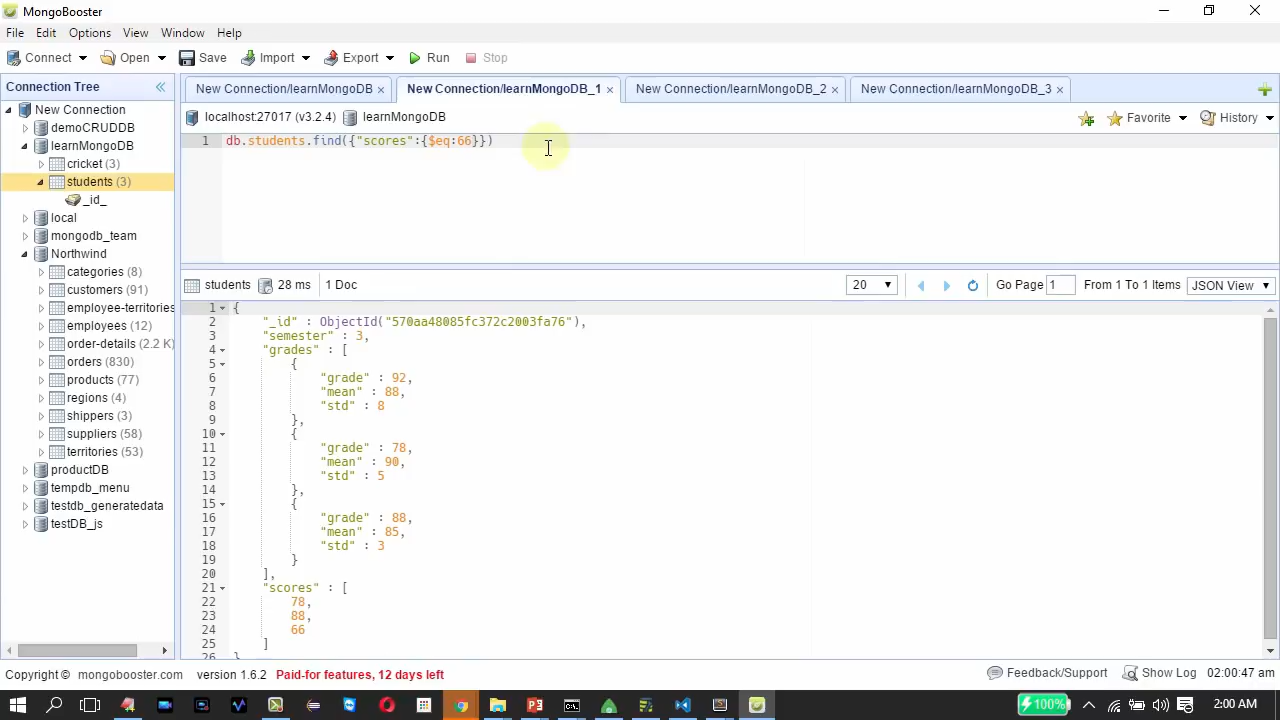 MongoBooster
File Edit Options View Window Help
Connect Open Save Import Export Run Stop
Connection Tree
New Connection
demoCRUDDB
learnMongoDB
cricket (3)
students (3)
_id_
local
mongodb_team
Northwind
categories (8)
customers (91)
employee-territories
employees (12)
order-details (2.2 K)
orders (830)
products (77)
regions (4)
shippers (3)
suppliers (58)
territories (53)
productDB
tempdb_menu
testdb_generatedata
testDB_js
New Connection/learnMongoDB × New Connection/learnMongoDB_1 × New Connection/learnMongoDB_2 × New Connection/learnMongoDB_3 ×
localhost:27017 (v3.2.4) learnMongoDB Favorite History
1 db.students.find({"scores":{$eq:66}})
students 28 ms 1 Doc 20 Go Page 1 From 1 To 1 Items JSON View
1 {
2 "_id" : ObjectId("570aa48085fc372c2003fa76"),
3 "semester" : 3,
4 "grades" : [
5 {
6 "grade" : 92,
7 "mean" : 88,
8 "std" : 8
9 },
10 {
11 "grade" : 78,
12 "mean" : 90,
13 "std" : 5
14 },
15 {
16 "grade" : 88,
17 "mean" : 85,
18 "std" : 3
19 }
20 ],
21 "scores" : [
22 78,
23 88,
24 66
25 ]
26 }
Copyright © mongobooster.com version 1.6.2 Paid-for features, 12 days left Feedback/Support Show Log 02:00:47 am
100% 2:00 AM